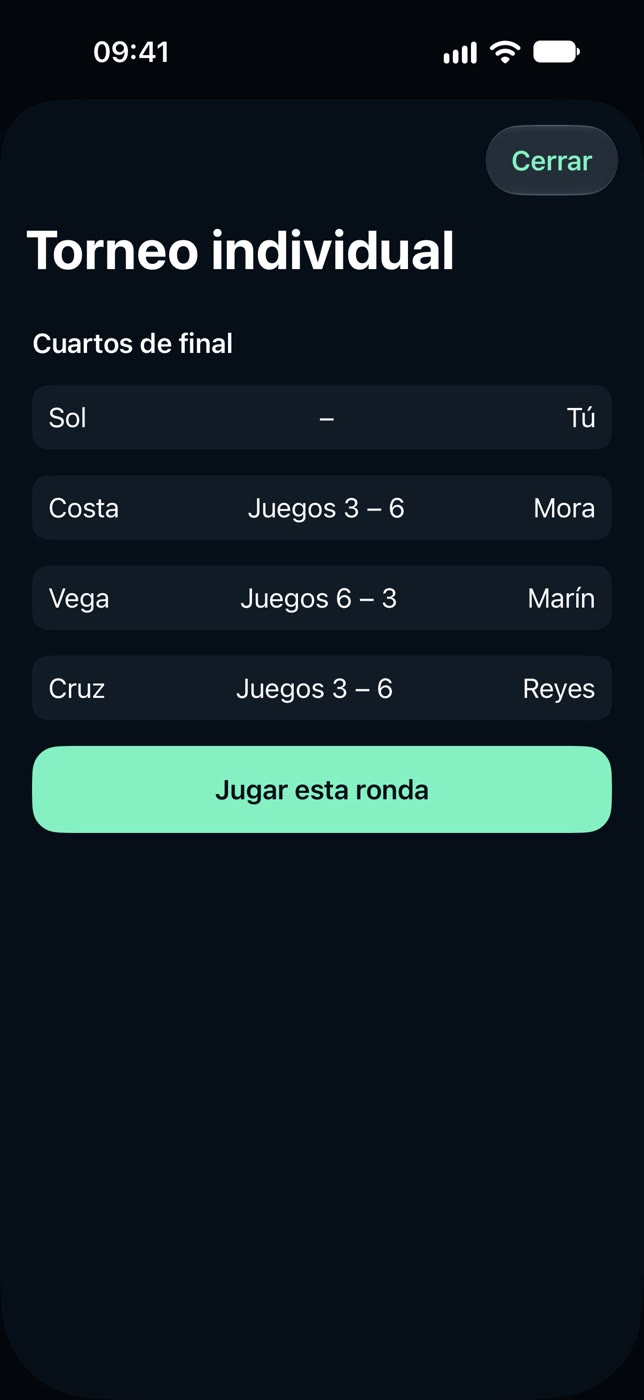 09:41
Cerrar
Torneo individual
Cuartos de final
Sol – Tú
Costa Juegos 3 – 6 Mora
Vega Juegos 6 – 3 Marín
Cruz Juegos 3 – 6 Reyes
Jugar esta ronda